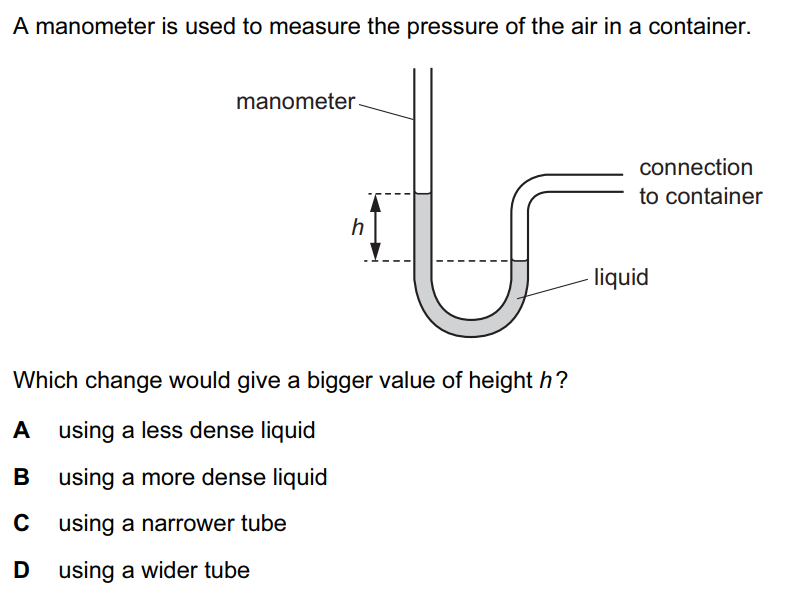 A manometer is used to measure the pressure of the air in a container.
manometer
connection
to container
h
liquid
Which change would give a bigger value of height h?
A using a less dense liquid
B using a more dense liquid
C using a narrower tube
D using a wider tube